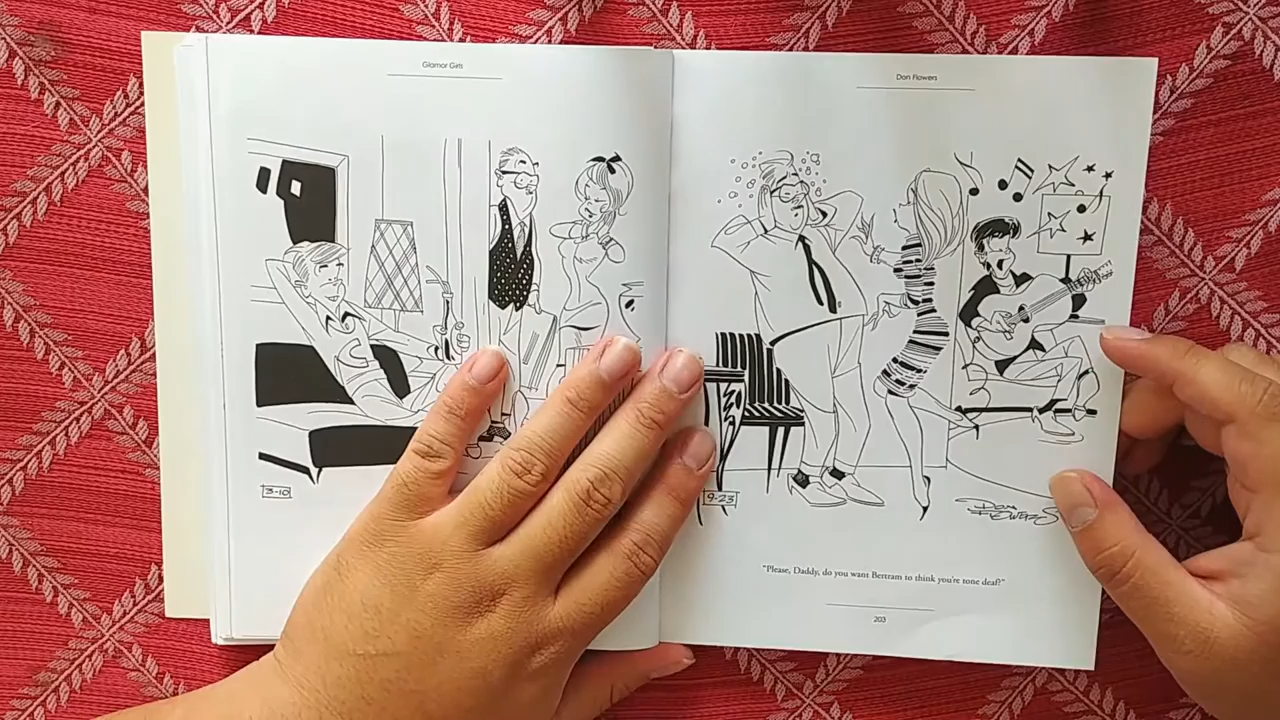 Glamor Girls
3-10
Don Flowers
9-23
Don
Flowers
"Please, Daddy, do you want Bertram to think you're tone deaf?"
203